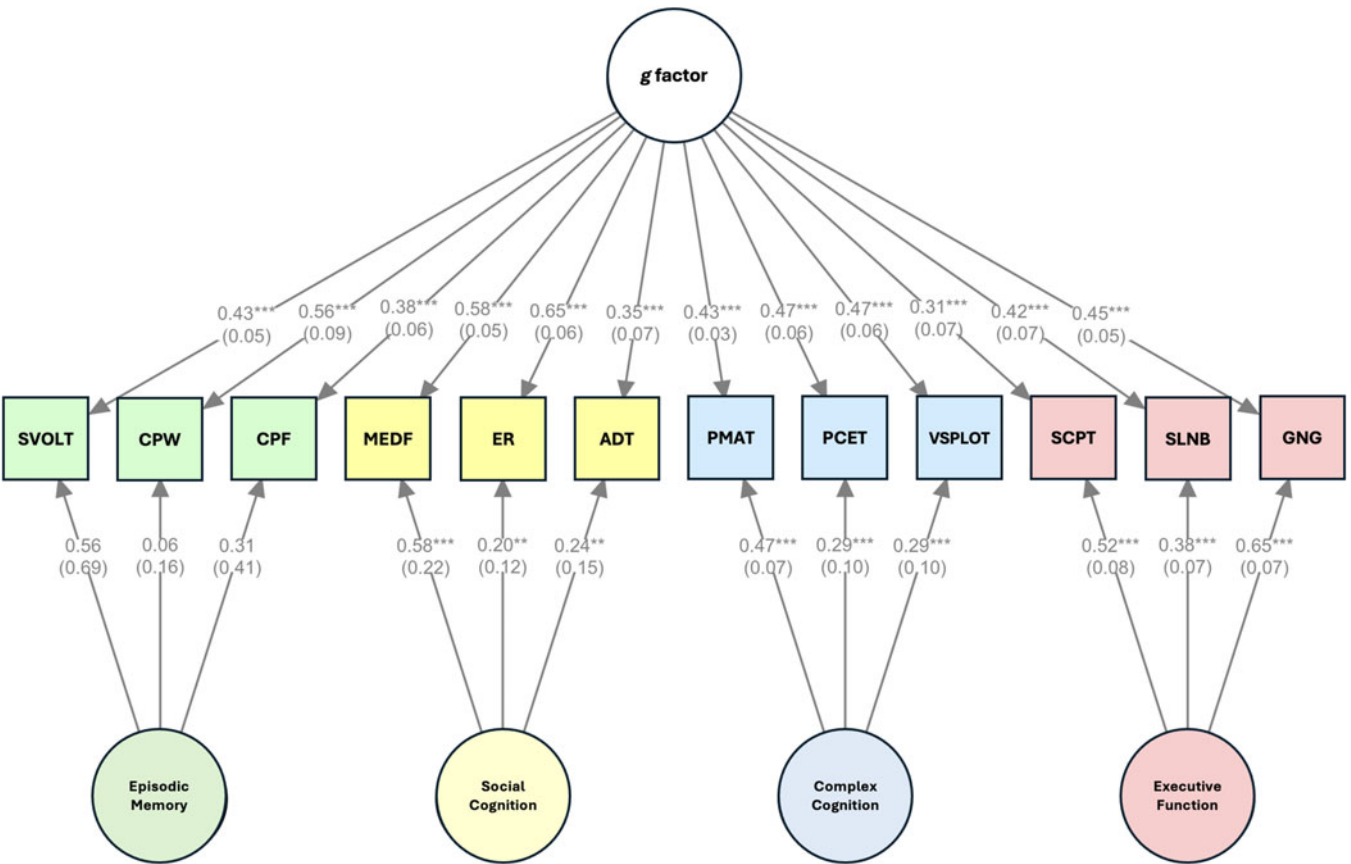 g factor
0.43*** 0.56*** 0.38*** 0.58*** 0.65*** 0.35*** 0.43*** 0.47*** 0.47*** 0.31*** 0.42*** 0.45***
(0.05) (0.09) (0.06) (0.05) (0.06) (0.07) (0.03) (0.06) (0.06) (0.07) (0.07) (0.05)
SVOLT CPW CPF MEDF ER ADT PMAT PCET VSPLOT SCPT SLNB GNG
0.56 0.06 0.31 0.58*** 0.20** 0.24** 0.47*** 0.29*** 0.29*** 0.52*** 0.38*** 0.65***
(0.69) (0.16) (0.41) (0.22) (0.12) (0.15) (0.07) (0.10) (0.10) (0.08) (0.07) (0.07)
Episodic
Memory
Social
Cognition
Complex
Cognition
Executive
Function